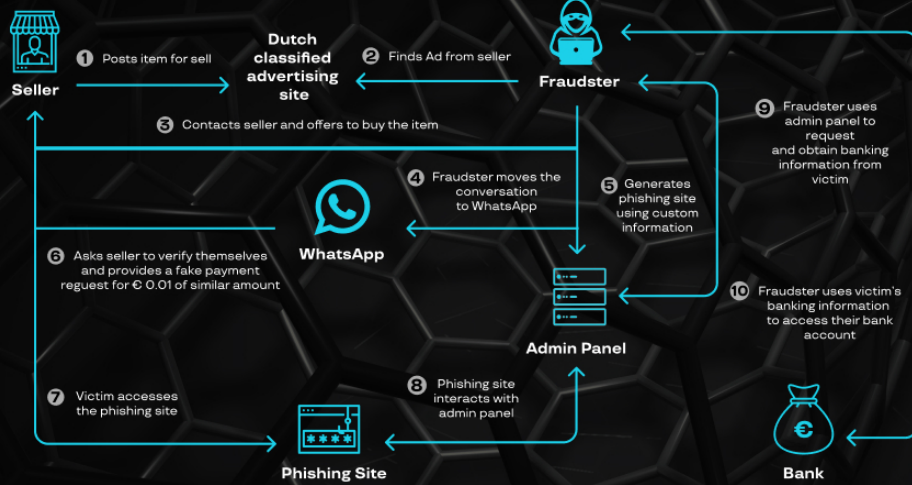 1 Posts item for sell
Dutch
classified
advertising
site
2 Finds Ad from seller
Seller
Fraudster
3 Contacts seller and offers to buy the item
4 Fraudster moves the
conversation
to WhatsApp
5 Generates
phishing site
using custom
information
9 Fraudster uses
admin panel to
request
and obtain banking
information from
victim
WhatsApp
6 Asks seller to verify themselves
and provides a fake payment
reguest for € 0.01 of similar amount
10 Fraudster uses victim's
banking information
to access their bank
account
Admin Panel
7 Victim accesses
the phishing site
8 Phishing site
interacts with
admin panel
****
€
Phishing Site
Bank